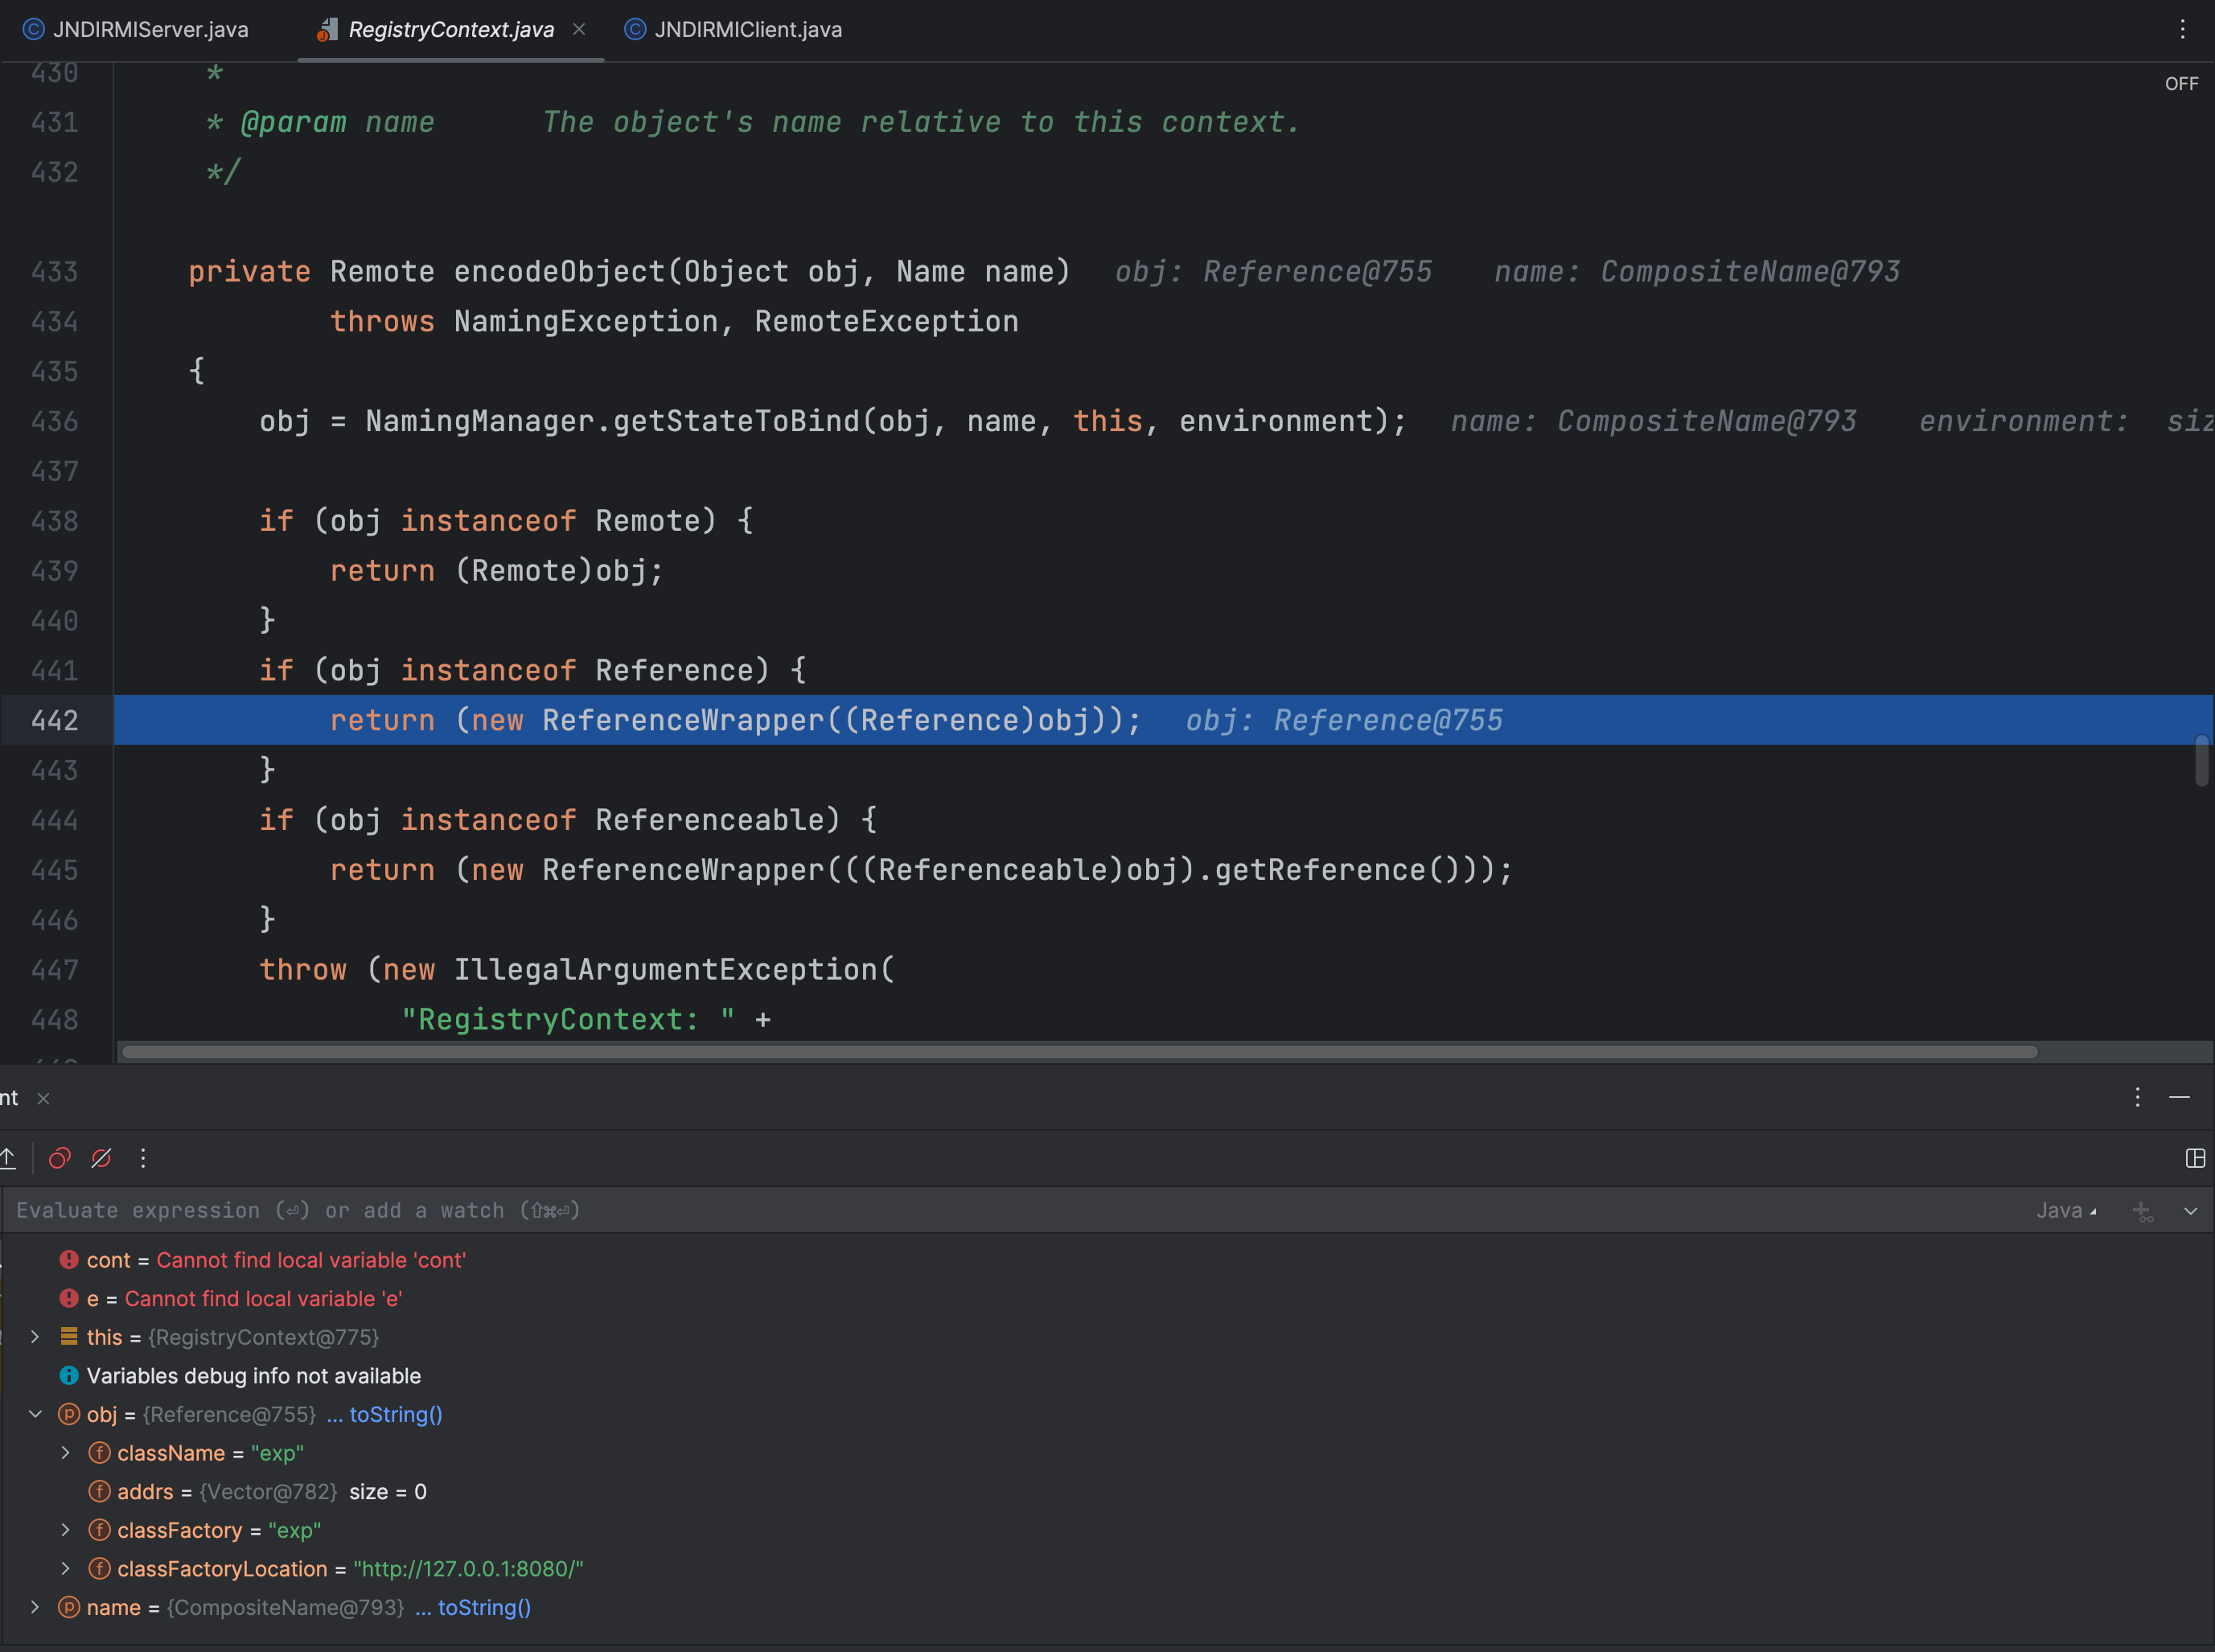 JNDIRMIServer.java RegistryContext.java JNDIRMIClient.java
OFF
430 *
431 * @param name The object's name relative to this context.
432 */
433 private Remote encodeObject(Object obj, Name name) obj: Reference@755 name: CompositeName@793
434 throws NamingException, RemoteException
435 {
436 obj = NamingManager.getStateToBind(obj, name, this, environment); name: CompositeName@793 environment: siz
437
438 if (obj instanceof Remote) {
439 return (Remote)obj;
440 }
441 if (obj instanceof Reference) {
442 return (new ReferenceWrapper((Reference)obj)); obj: Reference@755
443 }
444 if (obj instanceof Referenceable) {
445 return (new ReferenceWrapper(((Referenceable)obj).getReference()));
446 }
447 throw (new IllegalArgumentException(
448 "RegistryContext: " +
nt
Evaluate expression (⏎) or add a watch (⇧⌘⏎) Java
cont = Cannot find local variable 'cont'
e = Cannot find local variable 'e'
this = {RegistryContext@775}
Variables debug info not available
obj = {Reference@755} ... toString()
className = "exp"
addrs = {Vector@782} size = 0
classFactory = "exp"
classFactoryLocation = "http://127.0.0.1:8080/"
name = {CompositeName@793} ... toString()